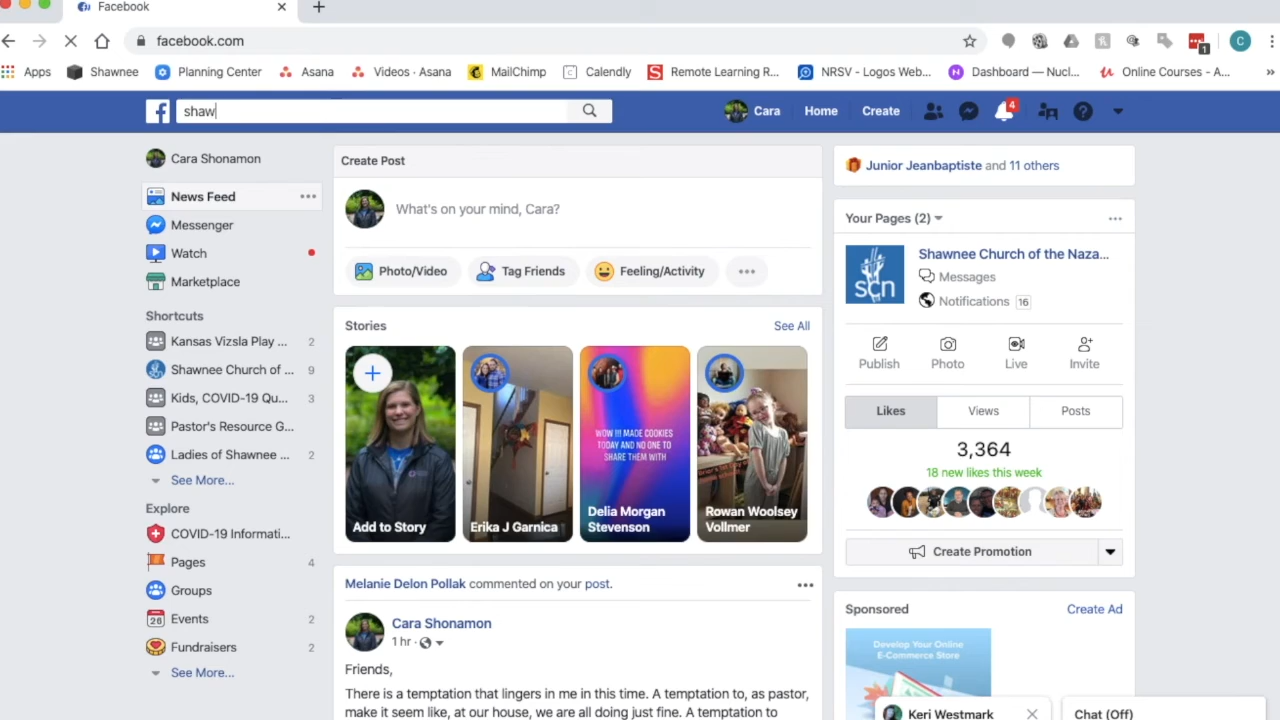 Facebook
facebook.com
1
Apps
Shawnee
Planning Center
Asana
Videos · Asana
MailChimp
Calendly
Remote Learning R...
NRSV - Logos Web...
Dashboard — Nucl...
Online Courses - A...
»
shaw
Cara
Home
Create
4
Cara Shonamon
News Feed
Messenger
Watch
Marketplace
Shortcuts
Kansas Vizsla Play ... 2
Shawnee Church of ... 9
Kids, COVID-19 Qu... 3
Pastor's Resource G...
Ladies of Shawnee ... 2
See More...
Explore
COVID-19 Informati...
Pages 4
Groups
26 Events 2
Fundraisers 2
See More...
Create Post
What's on your mind, Cara?
Photo/Video
Tag Friends
Feeling/Activity
Stories
See All
Add to Story
Erika J Garnica
WOW !!! MADE COOKIES
TODAY AND NO ONE TO
SHARE THEM WITH
Delia Morgan
Stevenson
Rowan Woolsey
Vollmer
Melanie Delon Pollak commented on your post.
Cara Shonamon
1 hr ·
Friends,
There is a temptation that lingers in me in this time. A temptation to, as pastor,
make it seem like, at our house, we are all doing just fine. A temptation to
Junior Jeanbaptiste and 11 others
Your Pages (2)
scn
Shawnee Church of the Naza...
Messages
Notifications 16
Publish
Photo
Live
Invite
Likes
Views
Posts
3,364
18 new likes this week
Create Promotion
Sponsored
Create Ad
Develop Your Online
E-Commerce Store
Keri Westmark
Chat (Off)
C